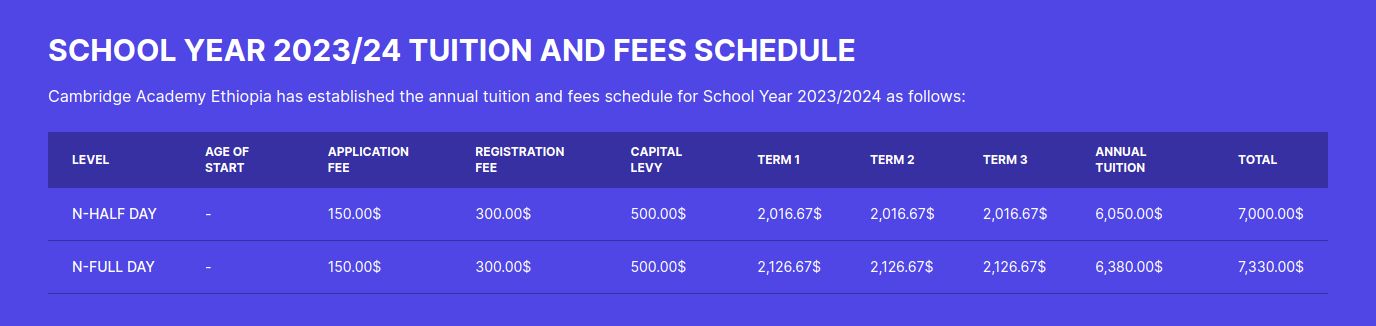 SCHOOL YEAR 2023/24 TUITION AND FEES SCHEDULE
Cambridge Academy Ethiopia has established the annual tuition and fees schedule for School Year 2023/2024 as follows:
LEVEL AGE OF START APPLICATION FEE REGISTRATION FEE CAPITAL LEVY TERM 1 TERM 2 TERM 3 ANNUAL TUITION TOTAL
N-HALF DAY - 150.00$ 300.00$ 500.00$ 2,016.67$ 2,016.67$ 2,016.67$ 6,050.00$ 7,000.00$
N-FULL DAY - 150.00$ 300.00$ 500.00$ 2,126.67$ 2,126.67$ 2,126.67$ 6,380.00$ 7,330.00$